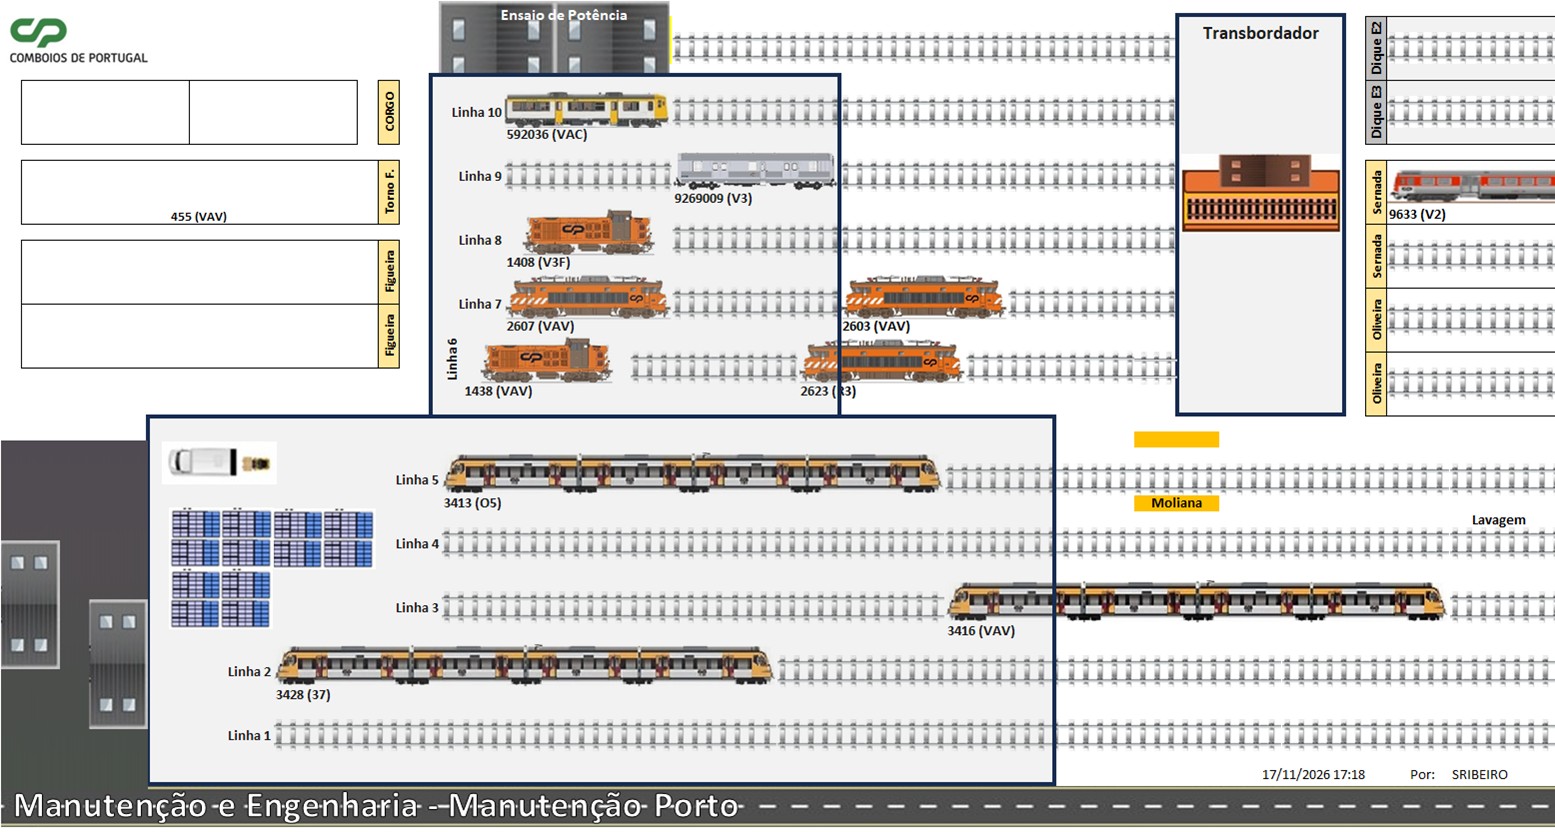 Ensaio de Potência
Transbordador
Dique E2
Dique E3
COMBOIOS DE PORTUGAL
CORGO
Linha 10
592036 (VAC)
Linha 9
9269009 (V3)
Torno F.
455 (VAV)
Sernada
9633 (V2)
Linha 8
1408 (V3F)
Figueira
Sernada
Linha 7
2607 (VAV)
2603 (VAV)
Figueira
Oliveira
Linha 6
1438 (VAV)
2623 (R3)
Oliveira
Linha 5
3413 (O5)
Moliana
Lavagem
Linha 4
Linha 3
3416 (VAV)
Linha 2
3428 (37)
Linha 1
17/11/2026 17:18 Por: SRIBEIRO
Manutenção e Engenharia - Manutenção Porto